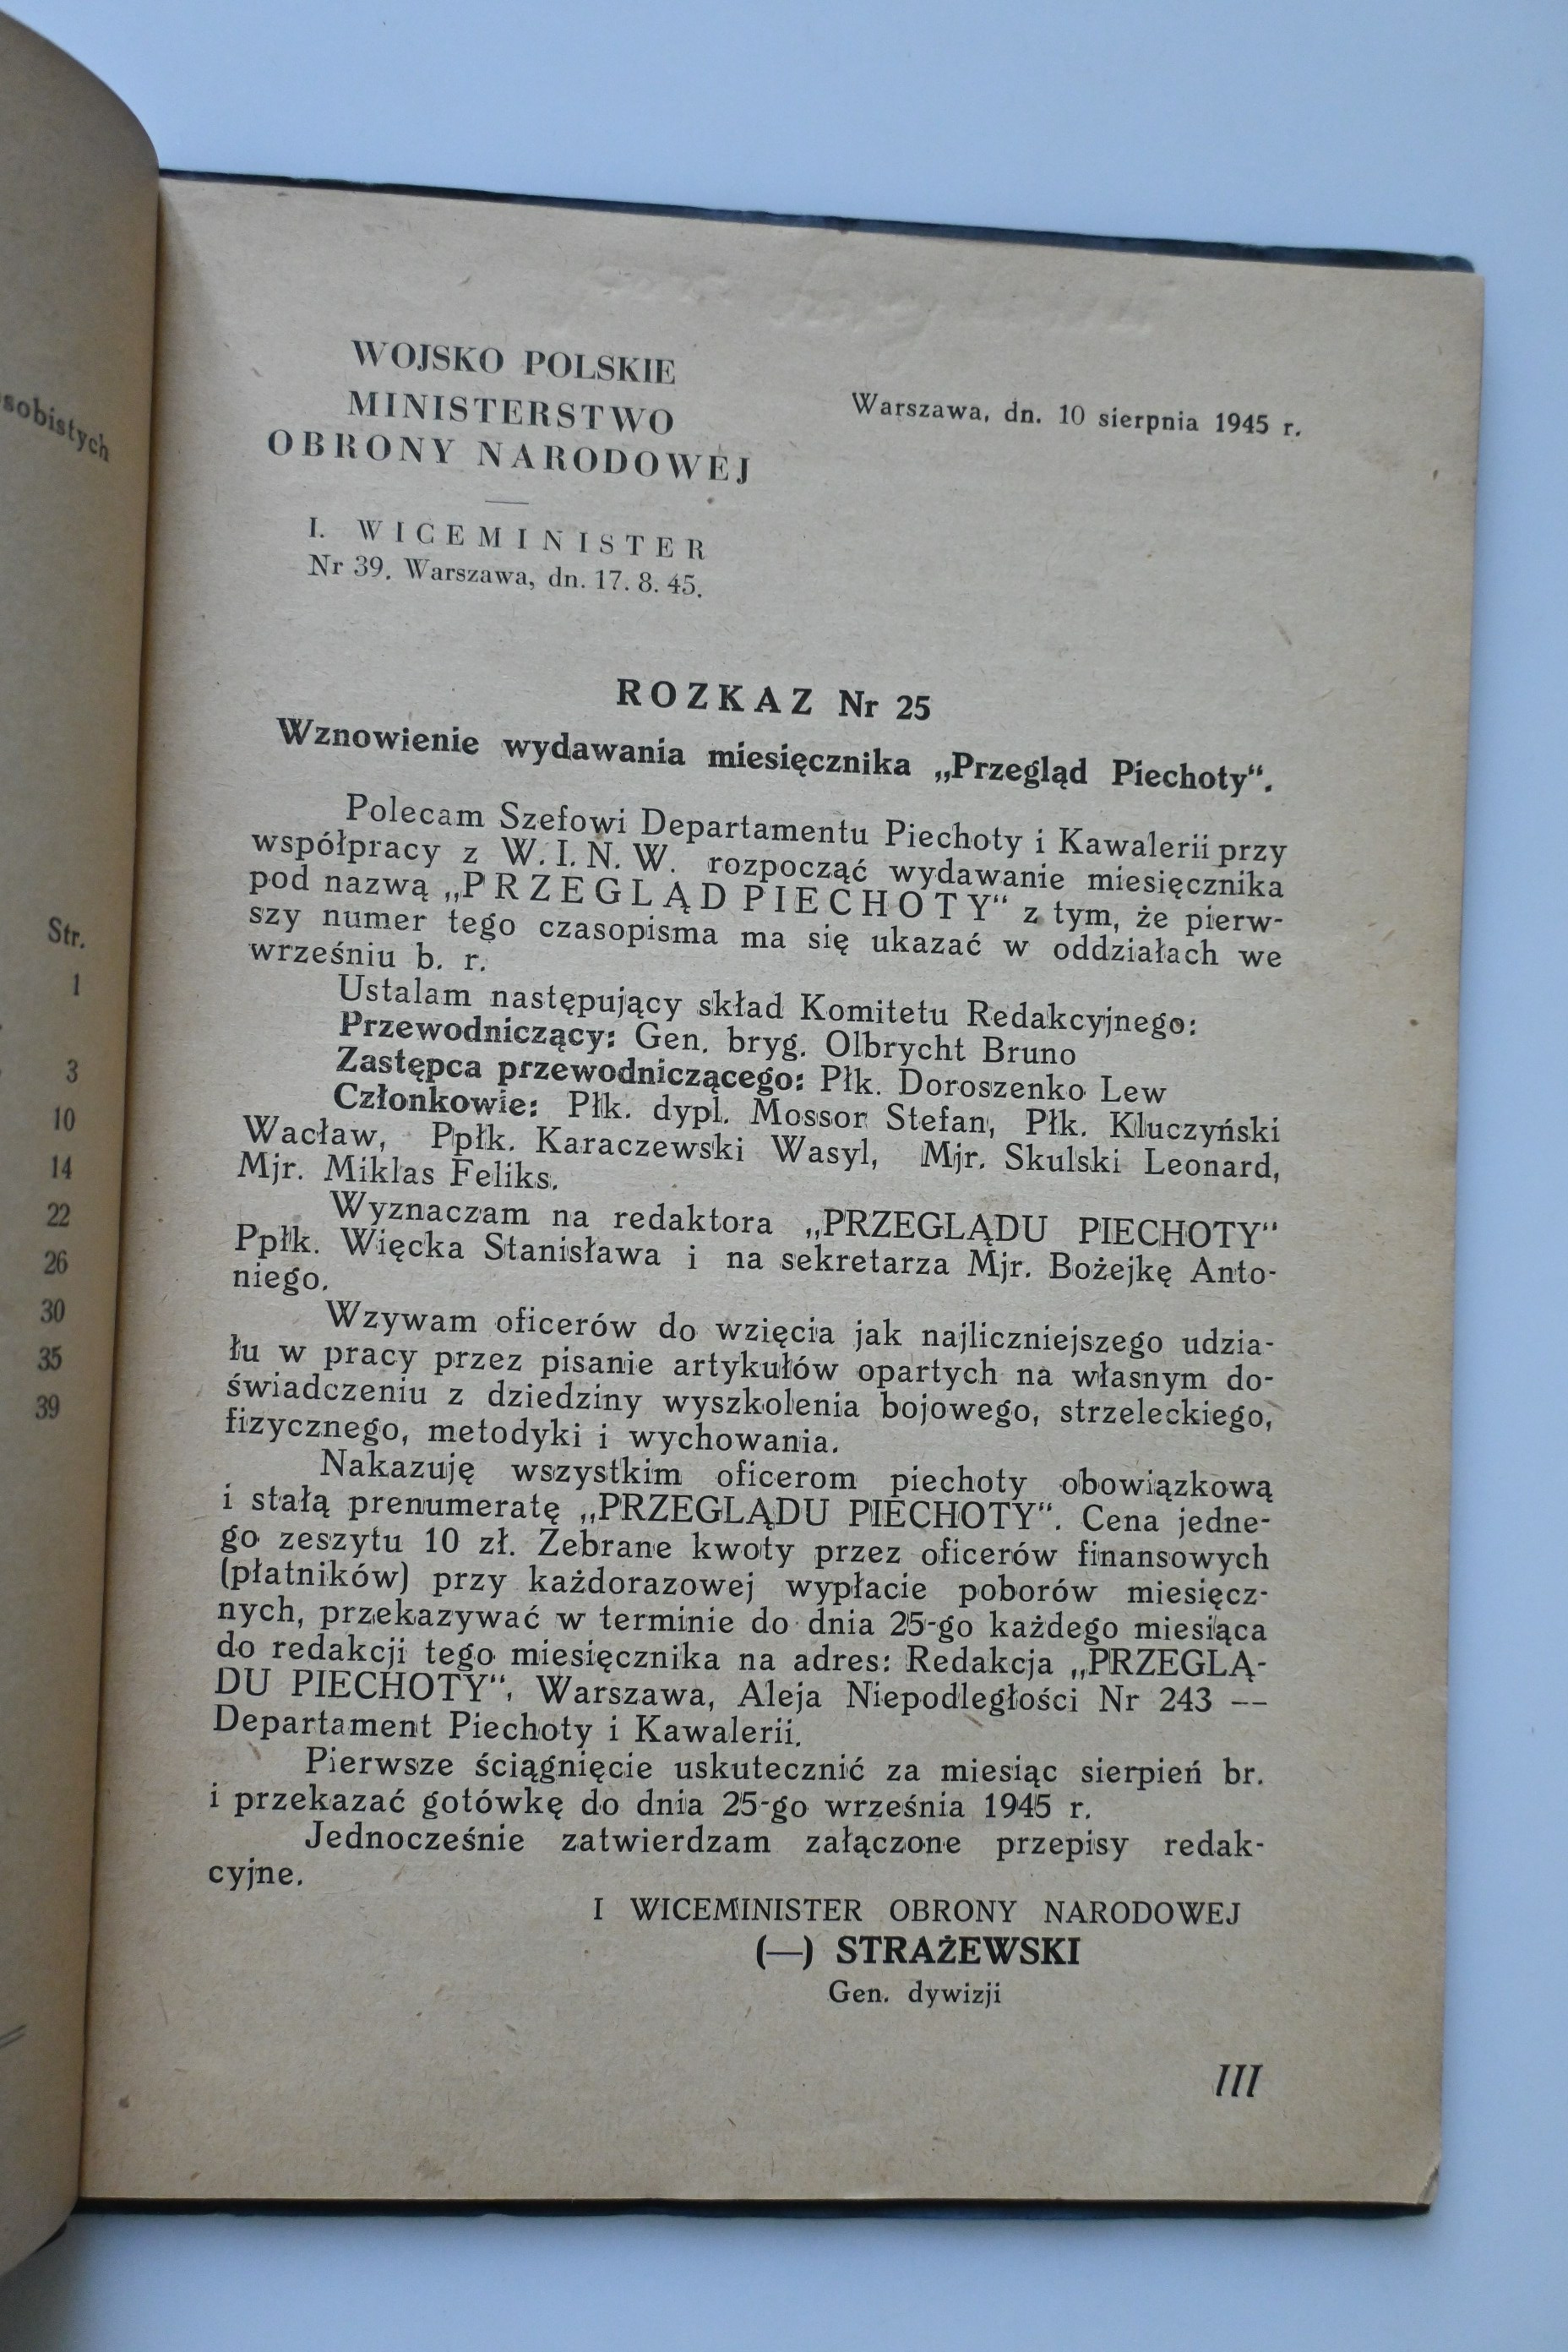 sobistych
Str.
1
3
10
14
22
26
30
35
39
WOJSKO POLSKIE
MINISTERSTWO
OBRONY NARODOWEJ
Warszawa, dn. 10 sierpnia 1945 r.
I. WICEMINISTER
Nr 39. Warszawa, dn. 17. 8. 45.
ROZKAZ Nr 25
Wznowienie wydawania miesięcznika „Przegląd Piechoty“.
Polecam Szefowi Departamentu Piechoty i Kawalerii przy
współpracy z W. I. N. W. rozpocząć wydawanie miesięcznika
pod nazwą „PRZEGLĄD PIECHOTY“ z tym, że pierw-
szy numer tego czasopisma ma się ukazać w oddziałach we
wrześniu b. r.
Ustalam następujący skład Komitetu Redakcyjnego:
Przewodniczący: Gen. bryg. Olbrycht Bruno
Zastępca przewodniczącego: Płk. Doroszenko Lew
Członkowie: Płk. dypl. Mossor Stefan, Płk. Kluczyński
Wacław, Ppłk. Karaczewski Wasyl, Mjr. Skulski Leonard,
Mjr. Miklas Feliks.
Wyznaczam na redaktora „PRZEGLĄDU PIECHOTY“
Ppłk. Więcka Stanisława i na sekretarza Mjr. Bożejkę Anto-
niego.
Wzywam oficerów do wzięcia jak najliczniejszego udzia-
łu w pracy przez pisanie artykułów opartych na własnym do-
świadczeniu z dziedziny wyszkolenia bojowego, strzeleckiego,
fizycznego, metodyki i wychowania.
Nakazuję wszystkim oficerom piechoty obowiązkową
i stałą prenumeratę „PRZEGLĄDU PIECHOTY“. Cena jedne-
go zeszytu 10 zł. Zebrane kwoty przez oficerów finansowych
(płatników) przy każdorazowej wypłacie poborów miesięcz-
nych, przekazywać w terminie do dnia 25-go każdego miesiąca
do redakcji tego miesięcznika na adres: Redakcja „PRZEGLĄ-
DU PIECHOTY“, Warszawa, Aleja Niepodległości Nr 243 —
Departament Piechoty i Kawalerii.
Pierwsze ściągnięcie uskutecznić za miesiąc sierpień br.
i przekazać gotówkę do dnia 25-go września 1945 r.
Jednocześnie zatwierdzam załączone przepisy redak-
cyjne.
I WICEMINISTER OBRONY NARODOWEJ
(—) STRAŻEWSKI
Gen. dywizji
III